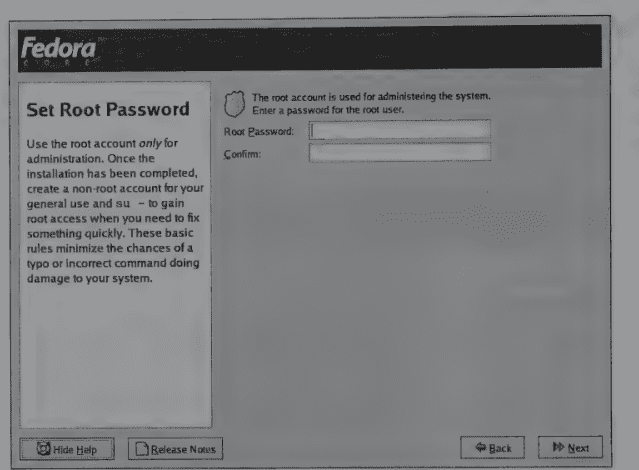 Fedora
CORE
Set Root Password
Use the root account only for
administration. Once the
installation has been completed,
create a non-root account for your
general use and su - to gain
root access when you need to fix
something quickly. These basic
rules minimize the chances of a
typo or incorrect command doing
damage to your system.
The root account is used for administering the system.
Enter a password for the root user.
Root Password:
Confirm:
Hide Help
Release Notes
Back
Next